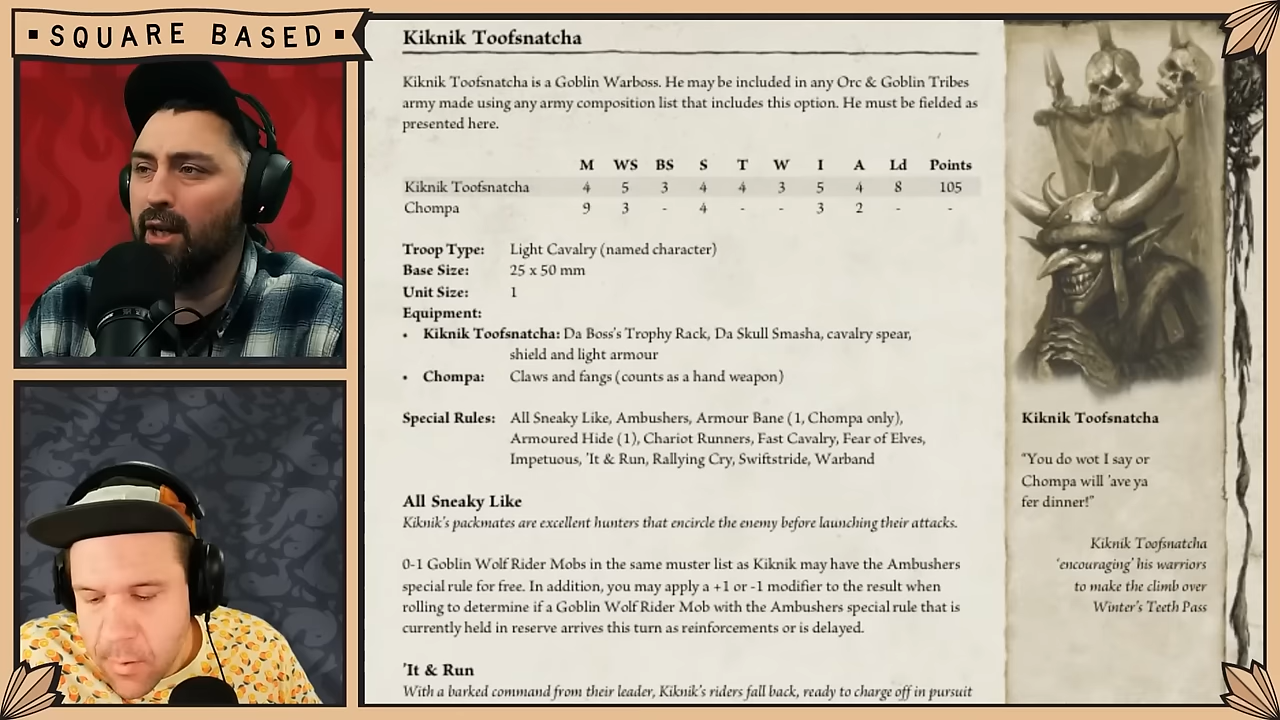 ▪ SQUARE BASED ▪
Kiknik Toofsnatcha
Kiknik Toofsnatcha is a Goblin Warboss. He may be included in any Orc & Goblin Tribes
army made using any army composition list that includes this option. He must be fielded as
presented here.
M WS BS S T W I A Ld Points
Kiknik Toofsnatcha 4 5 3 4 4 3 5 4 8 105
Chompa 9 3 - 4 - - 3 2 - -
Troop Type: Light Cavalry (named character)
Base Size: 25 x 50 mm
Unit Size: 1
Equipment:
• Kiknik Toofsnatcha: Da Boss's Trophy Rack, Da Skull Smasha, cavalry spear,
shield and light armour
• Chompa: Claws and fangs (counts as a hand weapon)
Special Rules: All Sneaky Like, Ambushers, Armour Bane (1, Chompa only),
Armoured Hide (1), Chariot Runners, Fast Cavalry, Fear of Elves,
Impetuous, 'It & Run, Rallying Cry, Swiftstride, Warband
All Sneaky Like
Kiknik's packmates are excellent hunters that encircle the enemy before launching their attacks.
0-1 Goblin Wolf Rider Mobs in the same muster list as Kiknik may have the Ambushers
special rule for free. In addition, you may apply a +1 or -1 modifier to the result when
rolling to determine if a Goblin Wolf Rider Mob with the Ambushers special rule that is
currently held in reserve arrives this turn as reinforcements or is delayed.
'It & Run
With a barked command from their leader, Kiknik's riders fall back, ready to charge off in pursuit
Kiknik Toofsnatcha
"You do wot I say or
Chompa will 'ave ya
fer dinner!"
Kiknik Toofsnatcha
'encouraging' his warriors
to make the climb over
Winter's Teeth Pass